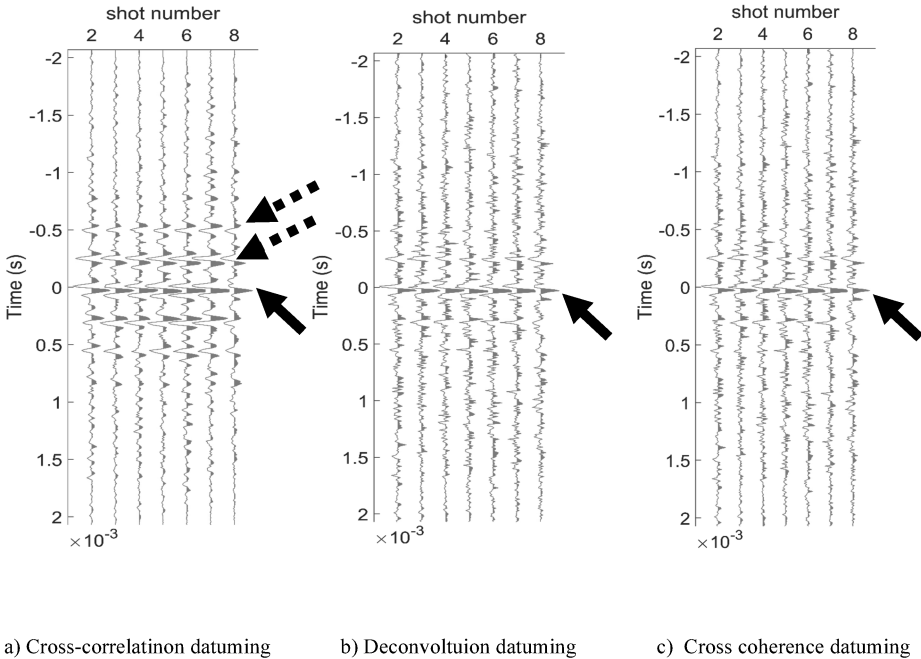 shot number
2 4 6 8
-2
-1.5
-1
-0.5
0
0.5
1
1.5
2
Time (s)
×10-3
shot number
2 4 6 8
-2
-1.5
-1
-0.5
0
0.5
1
1.5
2
Time (s)
×10-3
shot number
2 4 6 8
-2
-1.5
-1
-0.5
0
0.5
1
1.5
2
Time (s)
×10-3
a) Cross-correlatinon datuming
b) Deconvoltuion datuming
c) Cross coherence datuming